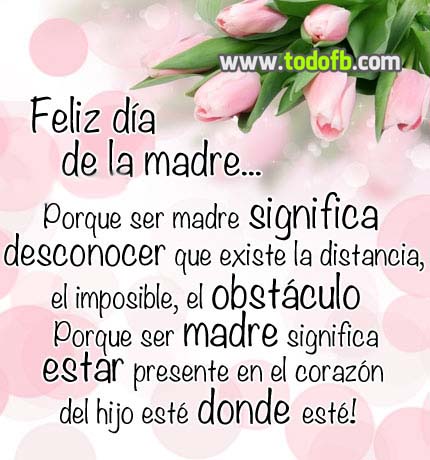 www.todofb.com
Feliz día
de la madre...
Porque ser madre significa
desconocer que existe la distancia,
el imposible, el obstáculo
Porque ser madre significa
estar presente en el corazón
del hijo esté donde esté!